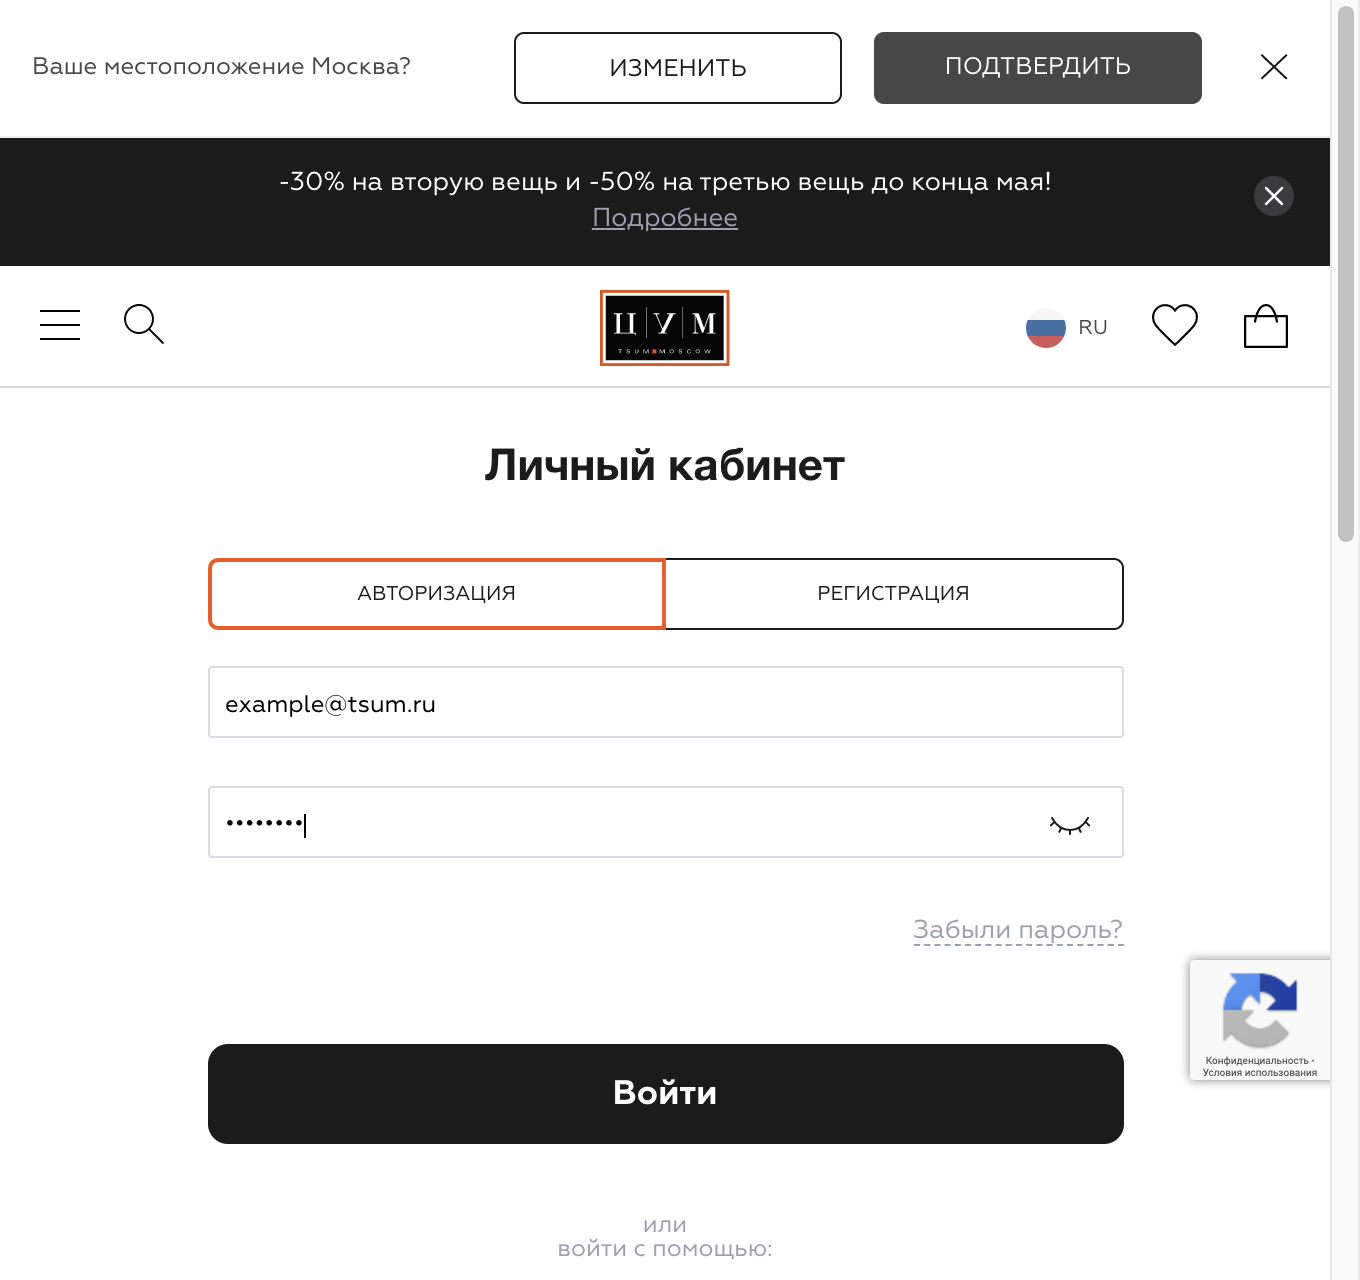 Ваше местоположение Москва?
ИЗМЕНИТЬ
ПОДТВЕРДИТЬ
-30% на вторую вещь и -50% на третью вещь до конца мая!
Подробнее
ЦУМ
TSUM MOSCOW
RU
Личный кабинет
АВТОРИЗАЦИЯ
РЕГИСТРАЦИЯ
example@tsum.ru
••••••••
Забыли пароль?
Конфиденциальность -
Условия использования
Войти
или
войти с помощью: